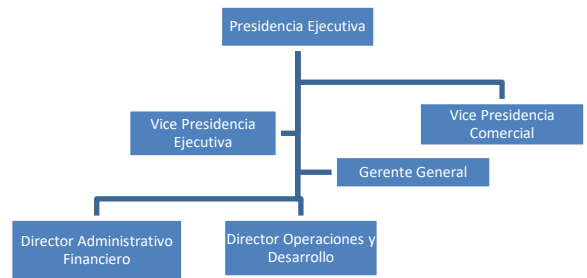 Presidencia Ejecutiva
Vice Presidencia
Ejecutiva
Vice Presidencia
Comercial
Gerente General
Director Administrativo
Financiero
Director Operaciones y
Desarrollo